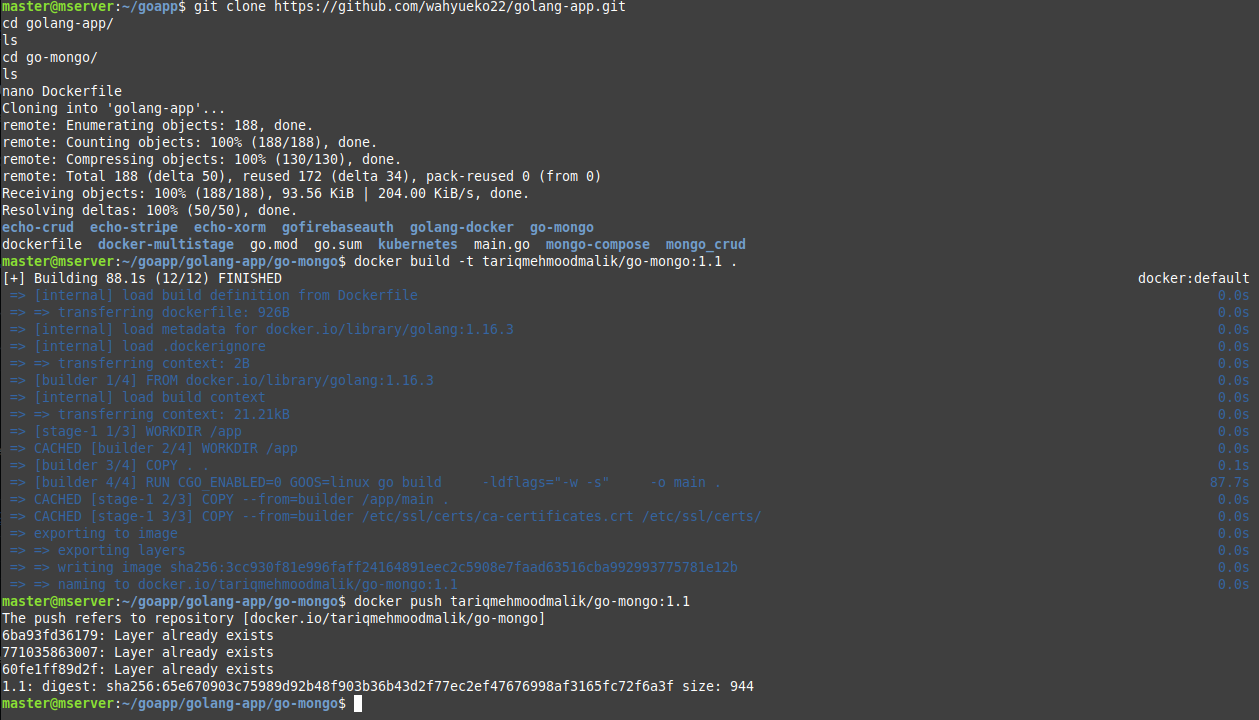 master@mserver:~/goapp$ git clone https://github.com/wahyueko22/golang-app.git
cd golang-app/
ls
cd go-mongo/
ls
nano Dockerfile
Cloning into 'golang-app'...
remote: Enumerating objects: 188, done.
remote: Counting objects: 100% (188/188), done.
remote: Compressing objects: 100% (130/130), done.
remote: Total 188 (delta 50), reused 172 (delta 34), pack-reused 0 (from 0)
Receiving objects: 100% (188/188), 93.56 KiB | 204.00 KiB/s, done.
Resolving deltas: 100% (50/50), done.
echo-crud  echo-stripe  echo-xorm  gofirebaseauth  golang-docker  go-mongo
dockerfile  docker-multistage  go.mod  go.sum  kubernetes  main.go  mongo-compose  mongo_crud
master@mserver:~/goapp/golang-app/go-mongo$ docker build -t tariqmehmoodmalik/go-mongo:1.1 .
[+] Building 88.1s (12/12) FINISHED docker:default
=> [internal] load build definition from Dockerfile 0.0s
=> => transferring dockerfile: 926B 0.0s
=> [internal] load metadata for docker.io/library/golang:1.16.3 0.0s
=> [internal] load .dockerignore 0.0s
=> => transferring context: 2B 0.0s
=> [builder 1/4] FROM docker.io/library/golang:1.16.3 0.0s
=> [internal] load build context 0.0s
=> => transferring context: 21.21kB 0.0s
=> [stage-1 1/3] WORKDIR /app 0.0s
=> CACHED [builder 2/4] WORKDIR /app 0.0s
=> [builder 3/4] COPY . . 0.1s
=> [builder 4/4] RUN CGO_ENABLED=0 GOOS=linux go build     -ldflags="-w -s"     -o main . 87.7s
=> CACHED [stage-1 2/3] COPY --from=builder /app/main . 0.0s
=> CACHED [stage-1 3/3] COPY --from=builder /etc/ssl/certs/ca-certificates.crt /etc/ssl/certs/ 0.0s
=> exporting to image 0.0s
=> => exporting layers 0.0s
=> => writing image sha256:3cc930f81e996faff24164891eec2c5908e7faad63516cba992993775781e12b 0.0s
=> => naming to docker.io/tariqmehmoodmalik/go-mongo:1.1 0.0s
master@mserver:~/goapp/golang-app/go-mongo$ docker push tariqmehmoodmalik/go-mongo:1.1
The push refers to repository [docker.io/tariqmehmoodmalik/go-mongo]
6ba93fd36179: Layer already exists
771035863007: Layer already exists
60fe1ff89d2f: Layer already exists
1.1: digest: sha256:65e670903c75989d92b48f903b36b43d2f77ec2ef47676998af3165fc72f6a3f size: 944
master@mserver:~/goapp/golang-app/go-mongo$